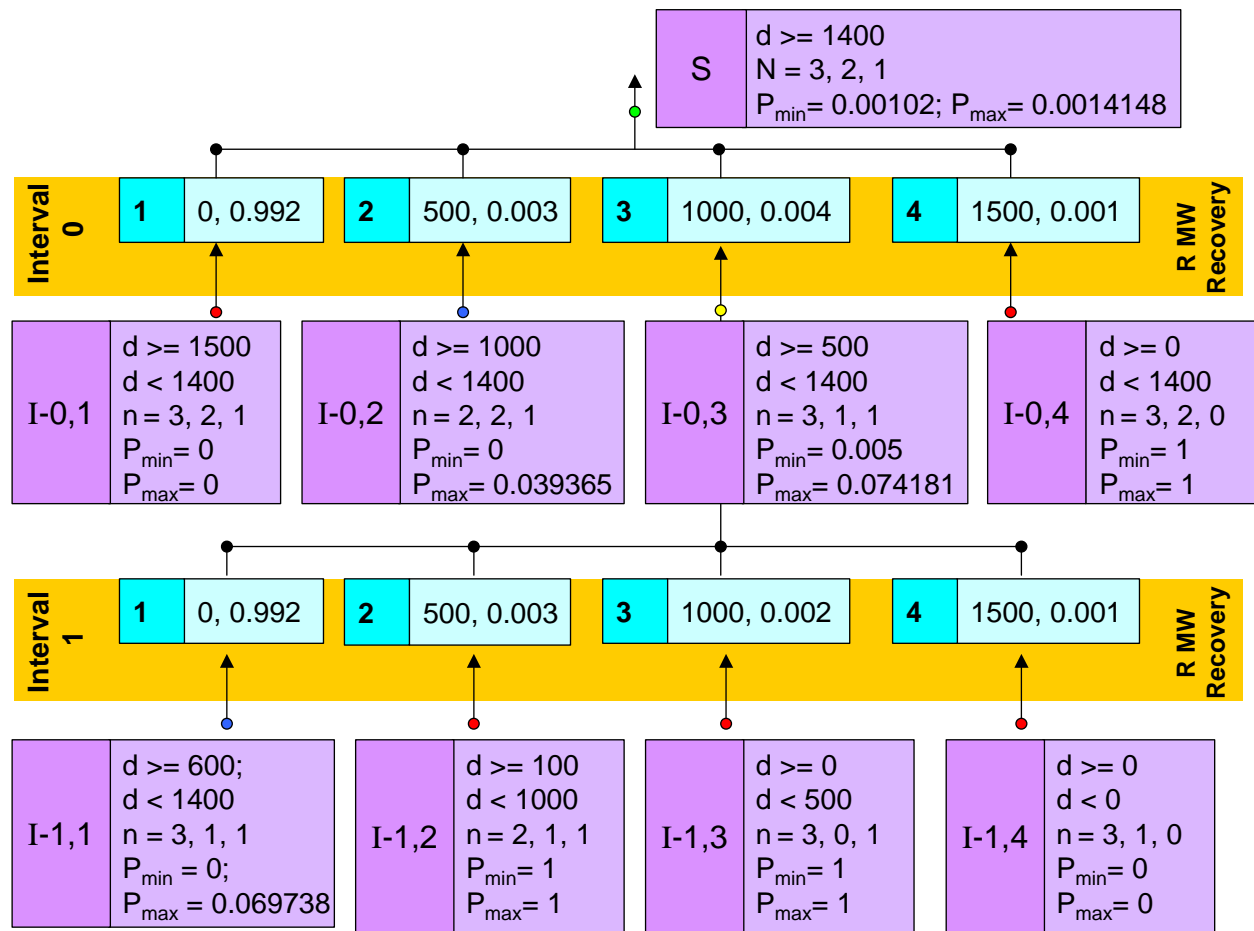 S
d >= 1400
N = 3, 2, 1
Pmin= 0.00102; Pmax= 0.0014148
Interval
0
1
0, 0.992
2
500, 0.003
3
1000, 0.004
4
1500, 0.001
R MW
Recovery
I-0,1
d >= 1500
d < 1400
n = 3, 2, 1
Pmin= 0
Pmax= 0
I-0,2
d >= 1000
d < 1400
n = 2, 2, 1
Pmin= 0
Pmax= 0.039365
I-0,3
d >= 500
d < 1400
n = 3, 1, 1
Pmin= 0.005
Pmax= 0.074181
I-0,4
d >= 0
d < 1400
n = 3, 2, 0
Pmin= 1
Pmax= 1
Interval
1
1
0, 0.992
2
500, 0.003
3
1000, 0.002
4
1500, 0.001
R MW
Recovery
I-1,1
d >= 600;
d < 1400
n = 3, 1, 1
Pmin = 0;
Pmax = 0.069738
I-1,2
d >= 100
d < 1000
n = 2, 1, 1
Pmin= 1
Pmax= 1
I-1,3
d >= 0
d < 500
n = 3, 0, 1
Pmin= 1
Pmax= 1
I-1,4
d >= 0
d < 0
n = 3, 1, 0
Pmin= 0
Pmax= 0